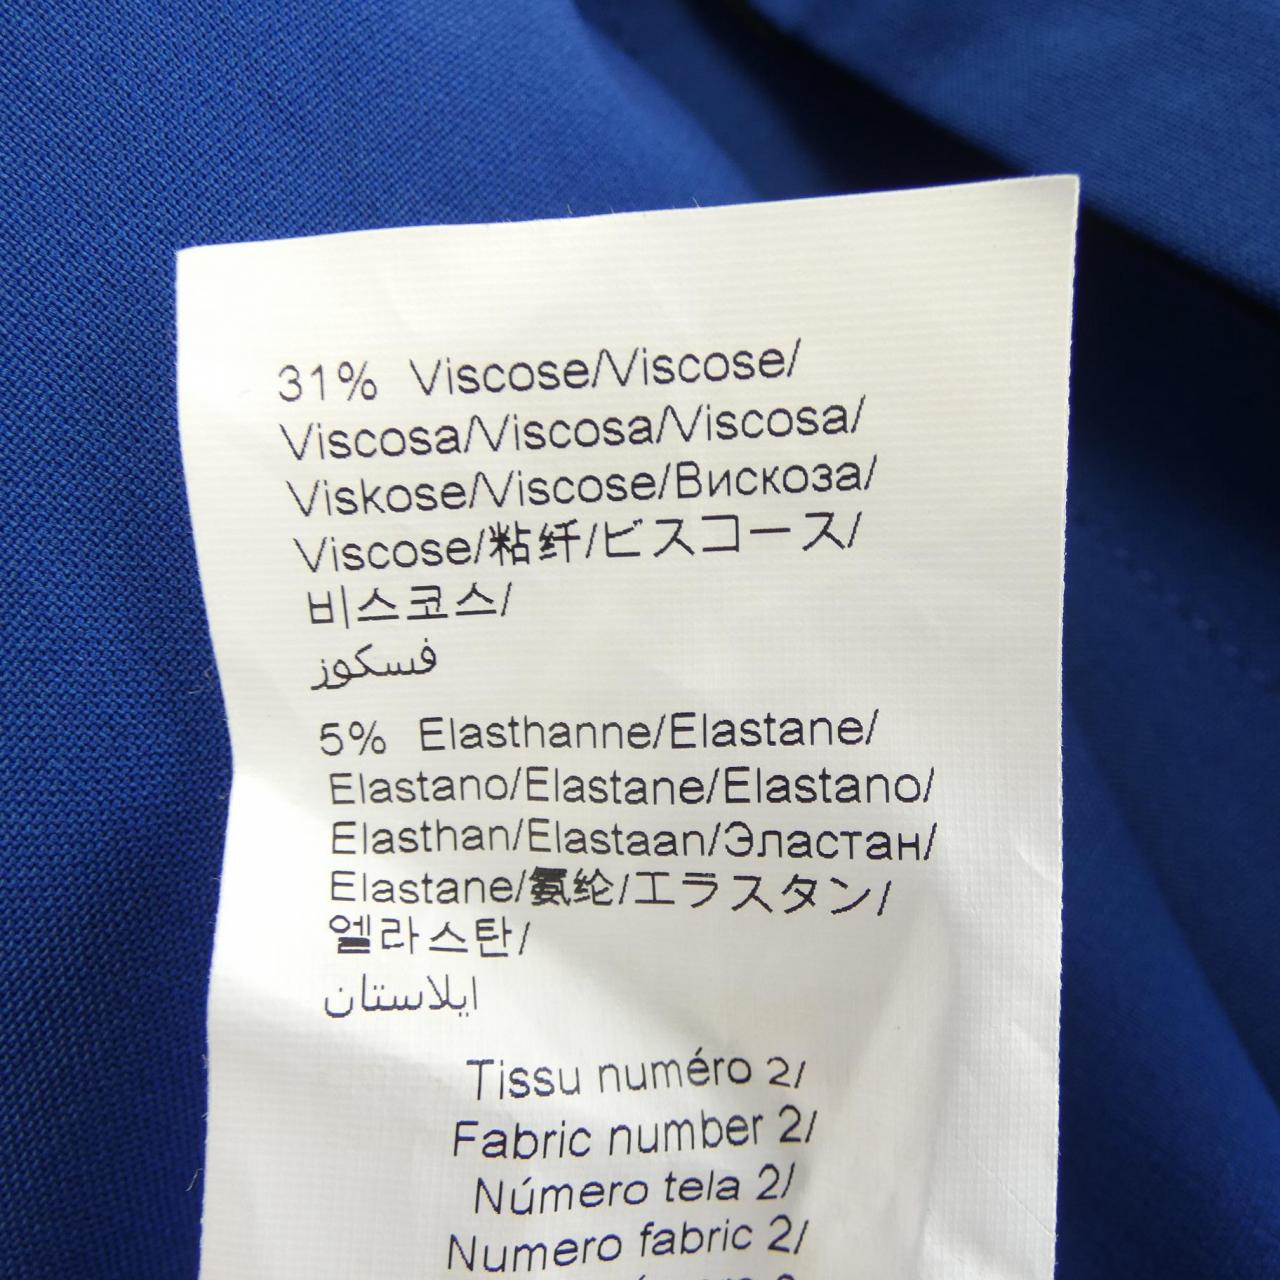 31% Viscose/Viscose/
Viscosa/Viscosa/Viscosa/
Viskose/Viscose/Вискоза/
Viscose/粘纤/ビスコース/
비스코스/
فسكوز
5% Elasthanne/Elastane/
Elastano/Elastane/Elastano/
Elasthan/Elastaan/Эластан/
Elastane/氨纶/エラスタン/
엘라스탄/
ايلاستان
Tissu numéro 2/
Fabric number 2/
Número tela 2/
Numero fabric 2/